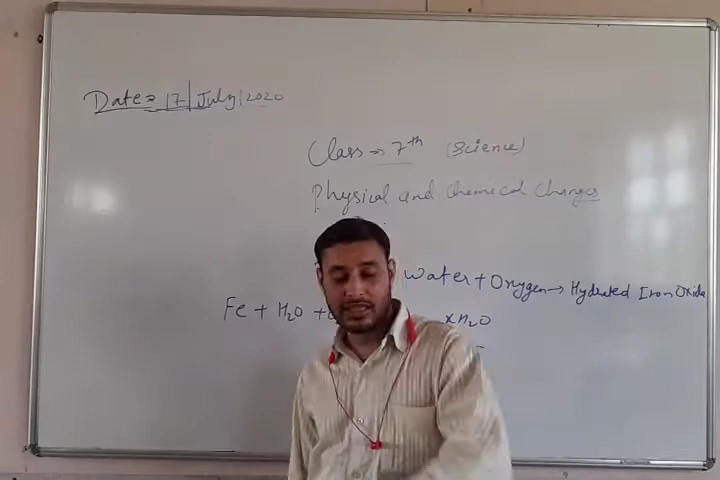 Date → 17/July/2020
Class → 7th (Science)
Physical and chemical changes
Water + Oxygen → Hydrated Iron Oxide
Fe + H2O + xH2O